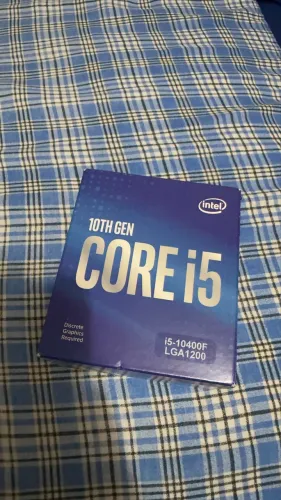 intel
10TH GEN
CORE i5
Discrete
Graphics
Required
i5-10400F
LGA1200